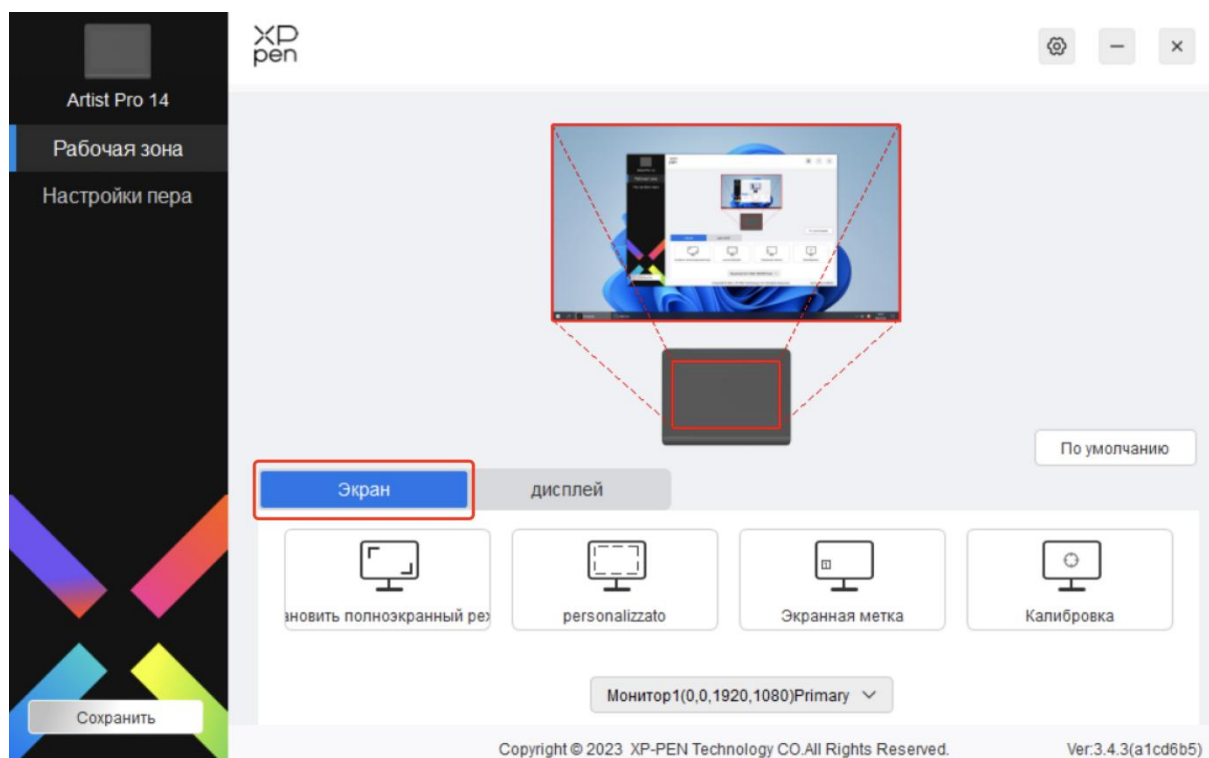 XP
pen
Artist Pro 14
Рабочая зона
Настройки пера
По умолчанию
Экран
дисплей
ановить полноэкранный реж
personalizzato
Экранная метка
Калибровка
Монитор1(0,0,1920,1080)Primary
Сохранить
Copyright © 2023 XP-PEN Technology CO.All Rights Reserved.
Ver:3.4.3(a1cd6b5)